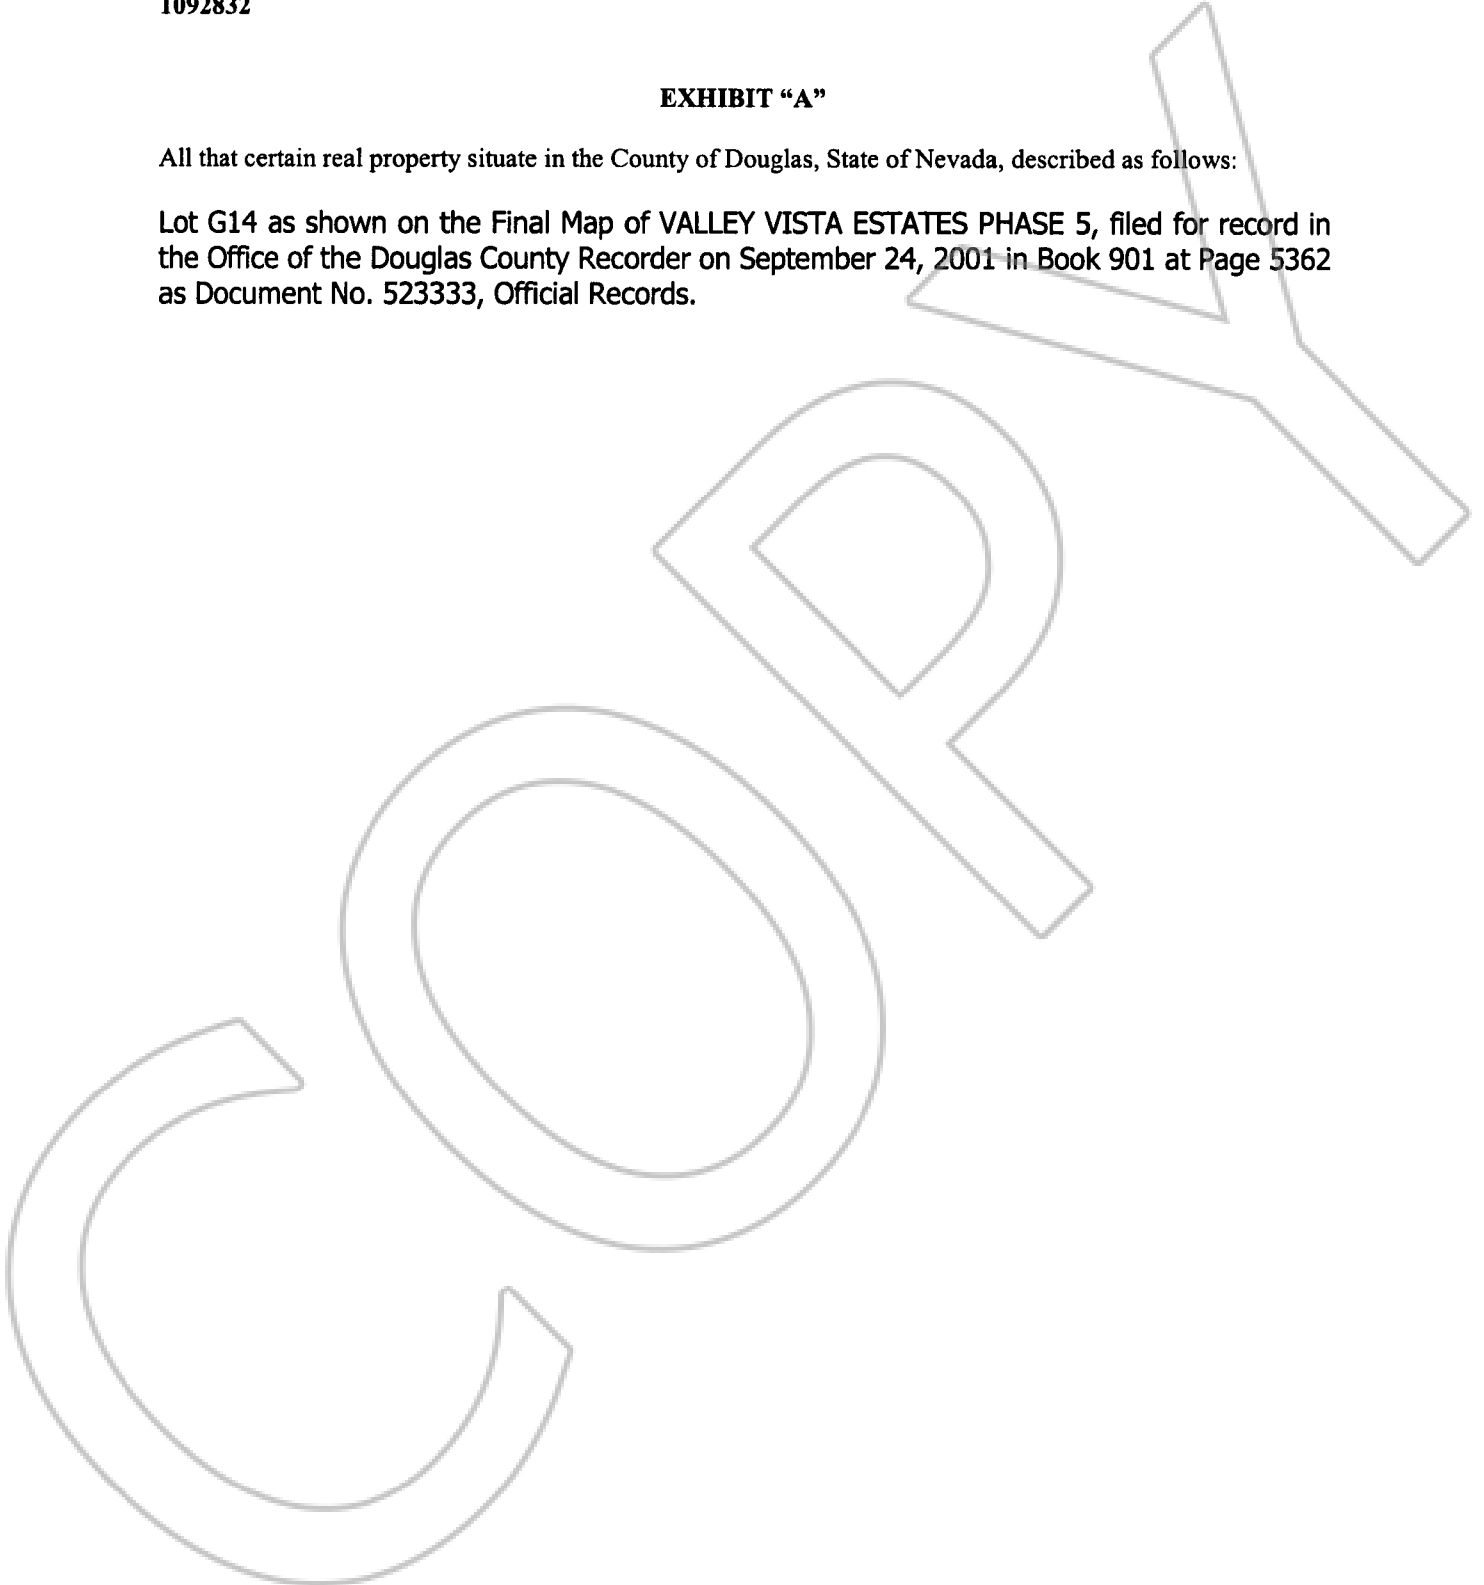 1092832
EXHIBIT “A”
All that certain real property situate in the County of Douglas, State of Nevada, described as follows:
Lot G14 as shown on the Final Map of VALLEY VISTA ESTATES PHASE 5, filed for record in
the Office of the Douglas County Recorder on September 24, 2001 in Book 901 at Page 5362
as Document No. 523333, Official Records.
COPY